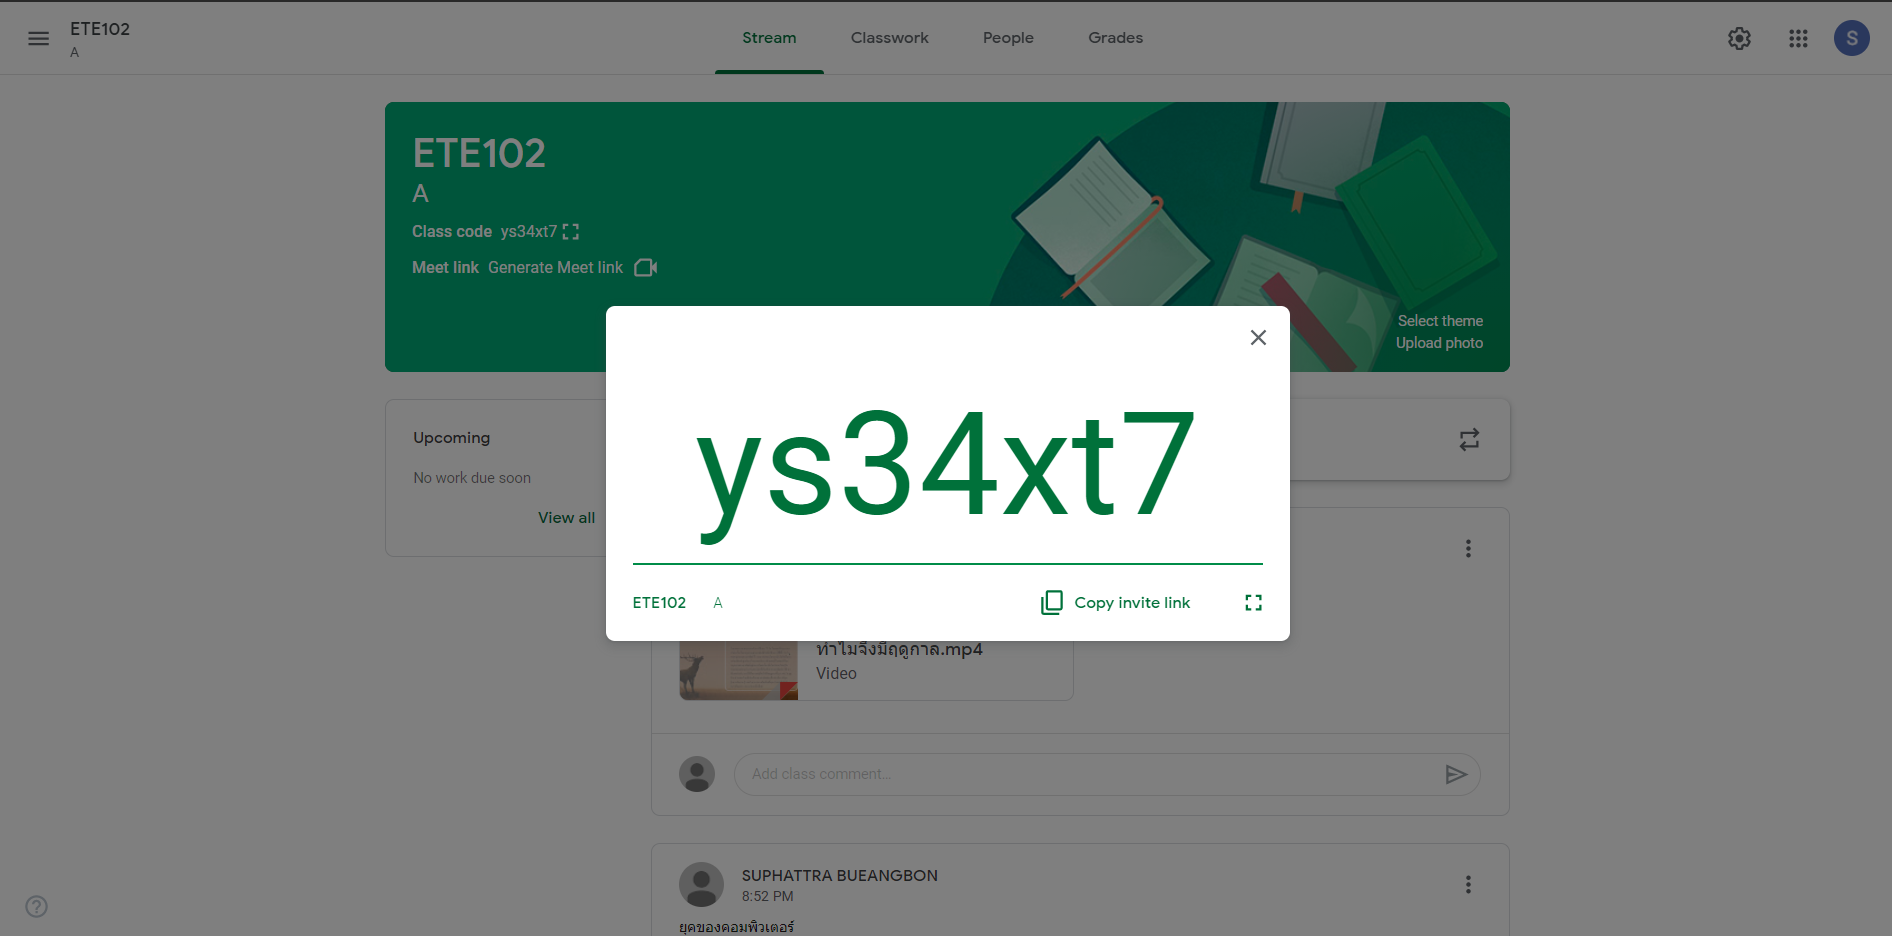 ETE102
A
Stream
Classwork
People
Grades
S
ETE102
A
Class code ys34xt7
Meet link Generate Meet link
Select theme
Upload photo
Upcoming
No work due soon
View all
ys34xt7
ETE102 A
Copy invite link
ทำไมจึงมีฤดูกาล.mp4
Video
Add class comment...
SUPHATTRA BUEANGBON
8:52 PM
ยุคของคอมพิวเตอร์